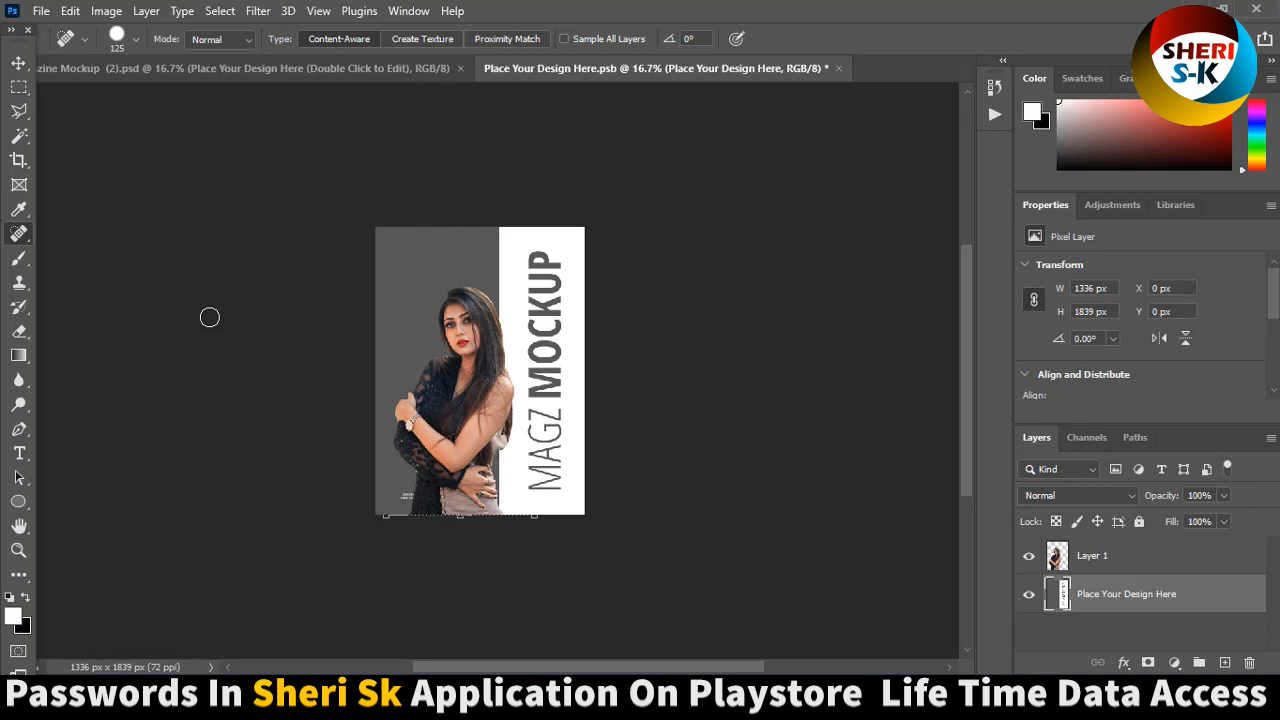 Ps File Edit Image Layer Type Select Filter 3D View Plugins Window Help
125 Mode: Normal Type: Content-Aware Create Texture Proximity Match Sample All Layers 0°
SHERI
S-K
zine Mockup (2).psd @ 16.7% (Place Your Design Here (Double Click to Edit), RGB/8) × Your Design Here.psb @ 16.7% (Place Your Design Here, RGB/8) * ×
Color Swatches Gra
Properties Adjustments Libraries
Pixel Layer
Transform
W 1336 px X 0 px
H 1839 px Y 0 px
0.00°
Align and Distribute
Align:
MAGZ MOCKUP
Layers Channels Paths
Kind
Normal Opacity: 100%
Lock: Fill: 100%
Layer 1
Place Your Design Here
1336 px x 1839 px (72 ppi)
Passwords In Sheri Sk Application On Playstore Life Time Data Access